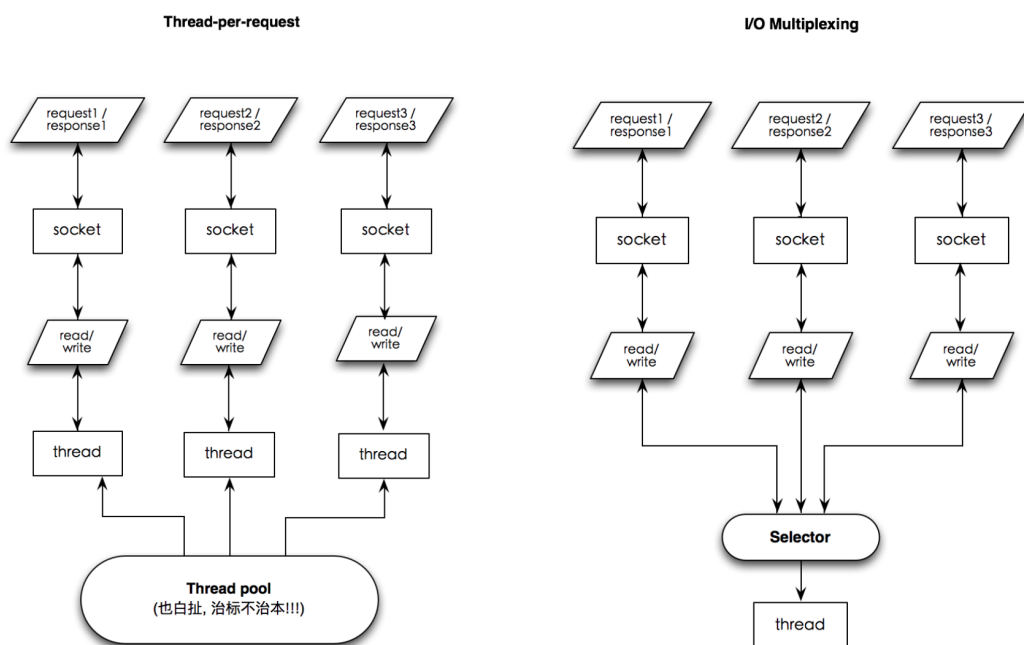 Thread-per-request
request1 /
response1
request2 /
response2
request3 /
response3
socket
socket
socket
read/
write
read/
write
read/
write
thread
thread
thread
Thread pool
(也白扯, 治标不治本!!!)
I/O Multiplexing
request1 /
response1
request2 /
response2
request3 /
response3
socket
socket
socket
read/
write
read/
write
read/
write
Selector
thread